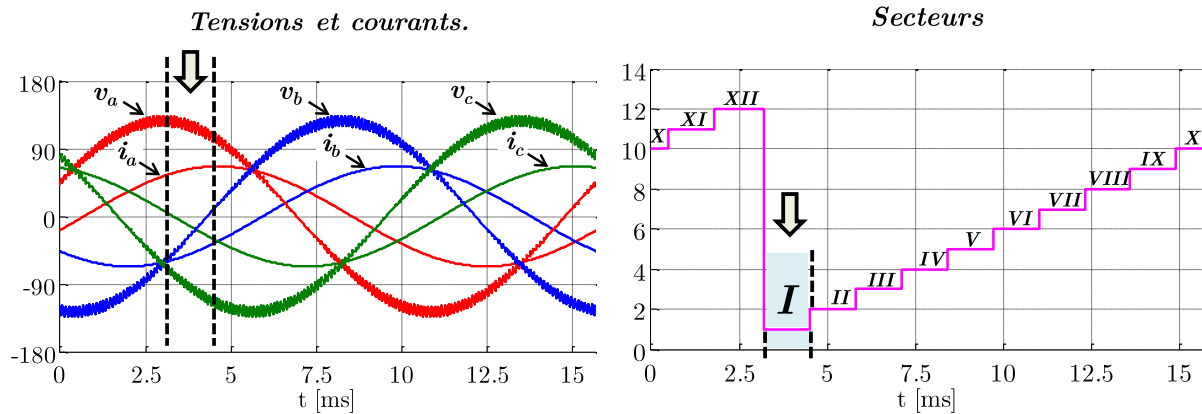 Tensions et courants.
180
90
0
-90
-180
v_a
v_b
v_c
i_a
i_b
i_c
0
2.5
5
7.5
10
12.5
15
t [ms]
Secteurs
14
12
10
8
6
4
2
0
X
XI
XII
I
II
III
IV
V
VI
VII
VIII
IX
X
0
2.5
5
7.5
10
12.5
15
t [ms]